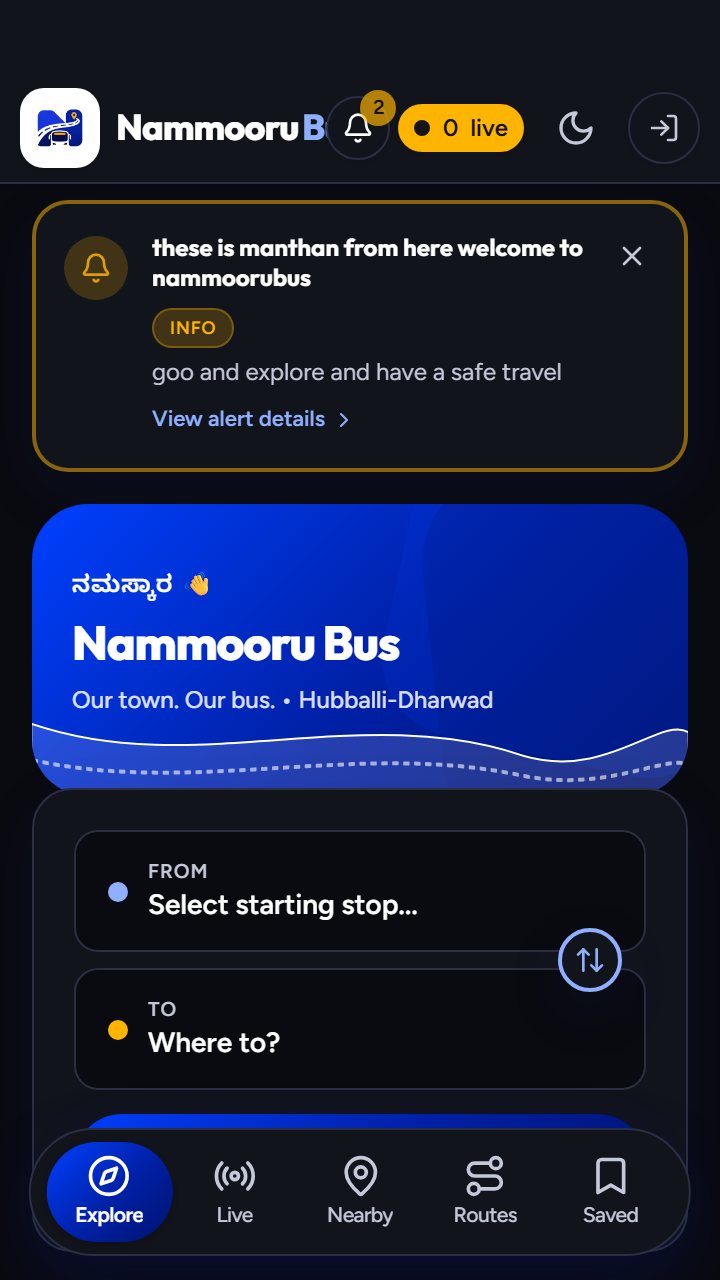 Nammooru B
2
0 live
these is manthan from here welcome to
nammoorubus
INFO
goo and explore and have a safe travel
View alert details
ನಮಸ್ಕಾರ 👋
Nammooru Bus
Our town. Our bus. • Hubballi-Dharwad
FROM
Select starting stop...
TO
Where to?
Explore
Live
Nearby
Routes
Saved